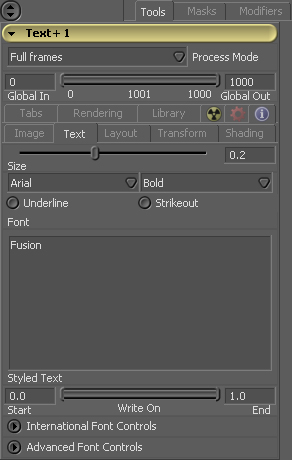 Tools Masks Modifiers
Text+ 1
Full frames Process Mode
0 1000
Global In 0 1001 1000 Global Out
Tabs Rendering Library
Image Text Layout Transform Shading
0.2
Size
Arial Bold
Underline Strikeout
Font
Fusion
Styled Text
0.0 1.0
Start Write On End
International Font Controls
Advanced Font Controls